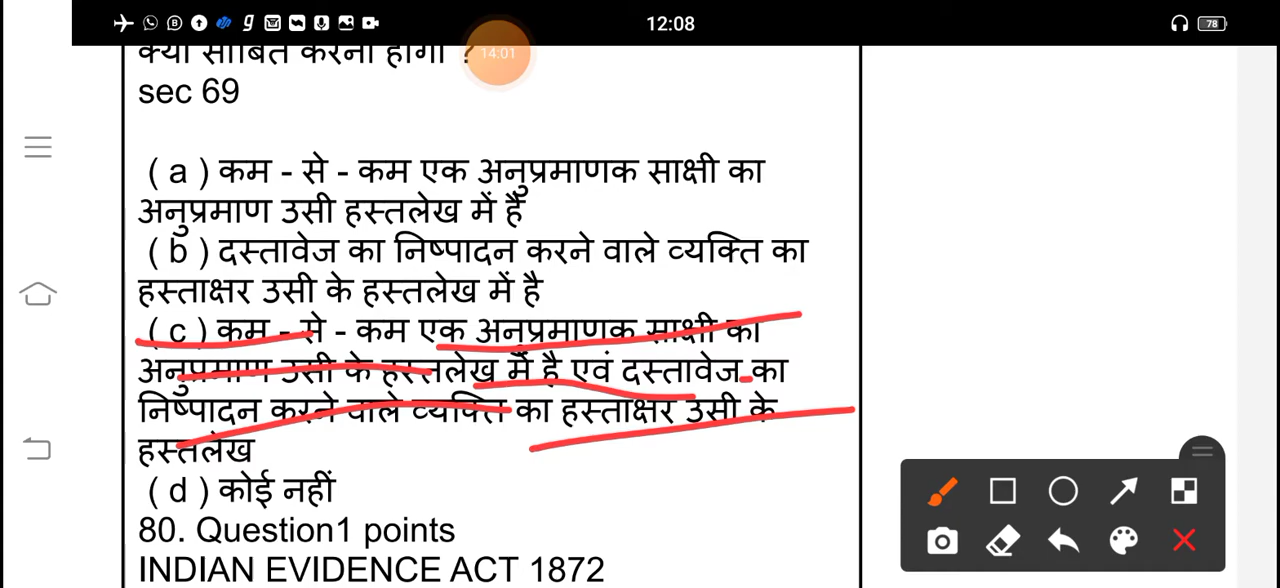 12:08
78
क्या साबित करना होगा ?
14:01
sec 69
( a ) कम - से - कम एक अनुप्रमाणक साक्षी का
अनुप्रमाण उसी हस्तलेख में है
( b ) दस्तावेज का निष्पादन करने वाले व्यक्ति का
हस्ताक्षर उसी के हस्तलेख में है
( c ) कम - से - कम एक अनुप्रमाणक साक्षी का
अनुप्रमाण उसी के हस्तलेख में है एवं दस्तावेज का
निष्पादन करने वाले व्यक्ति का हस्ताक्षर उसी के
हस्तलेख
( d ) कोई नहीं
80. Question1 points
INDIAN EVIDENCE ACT 1872